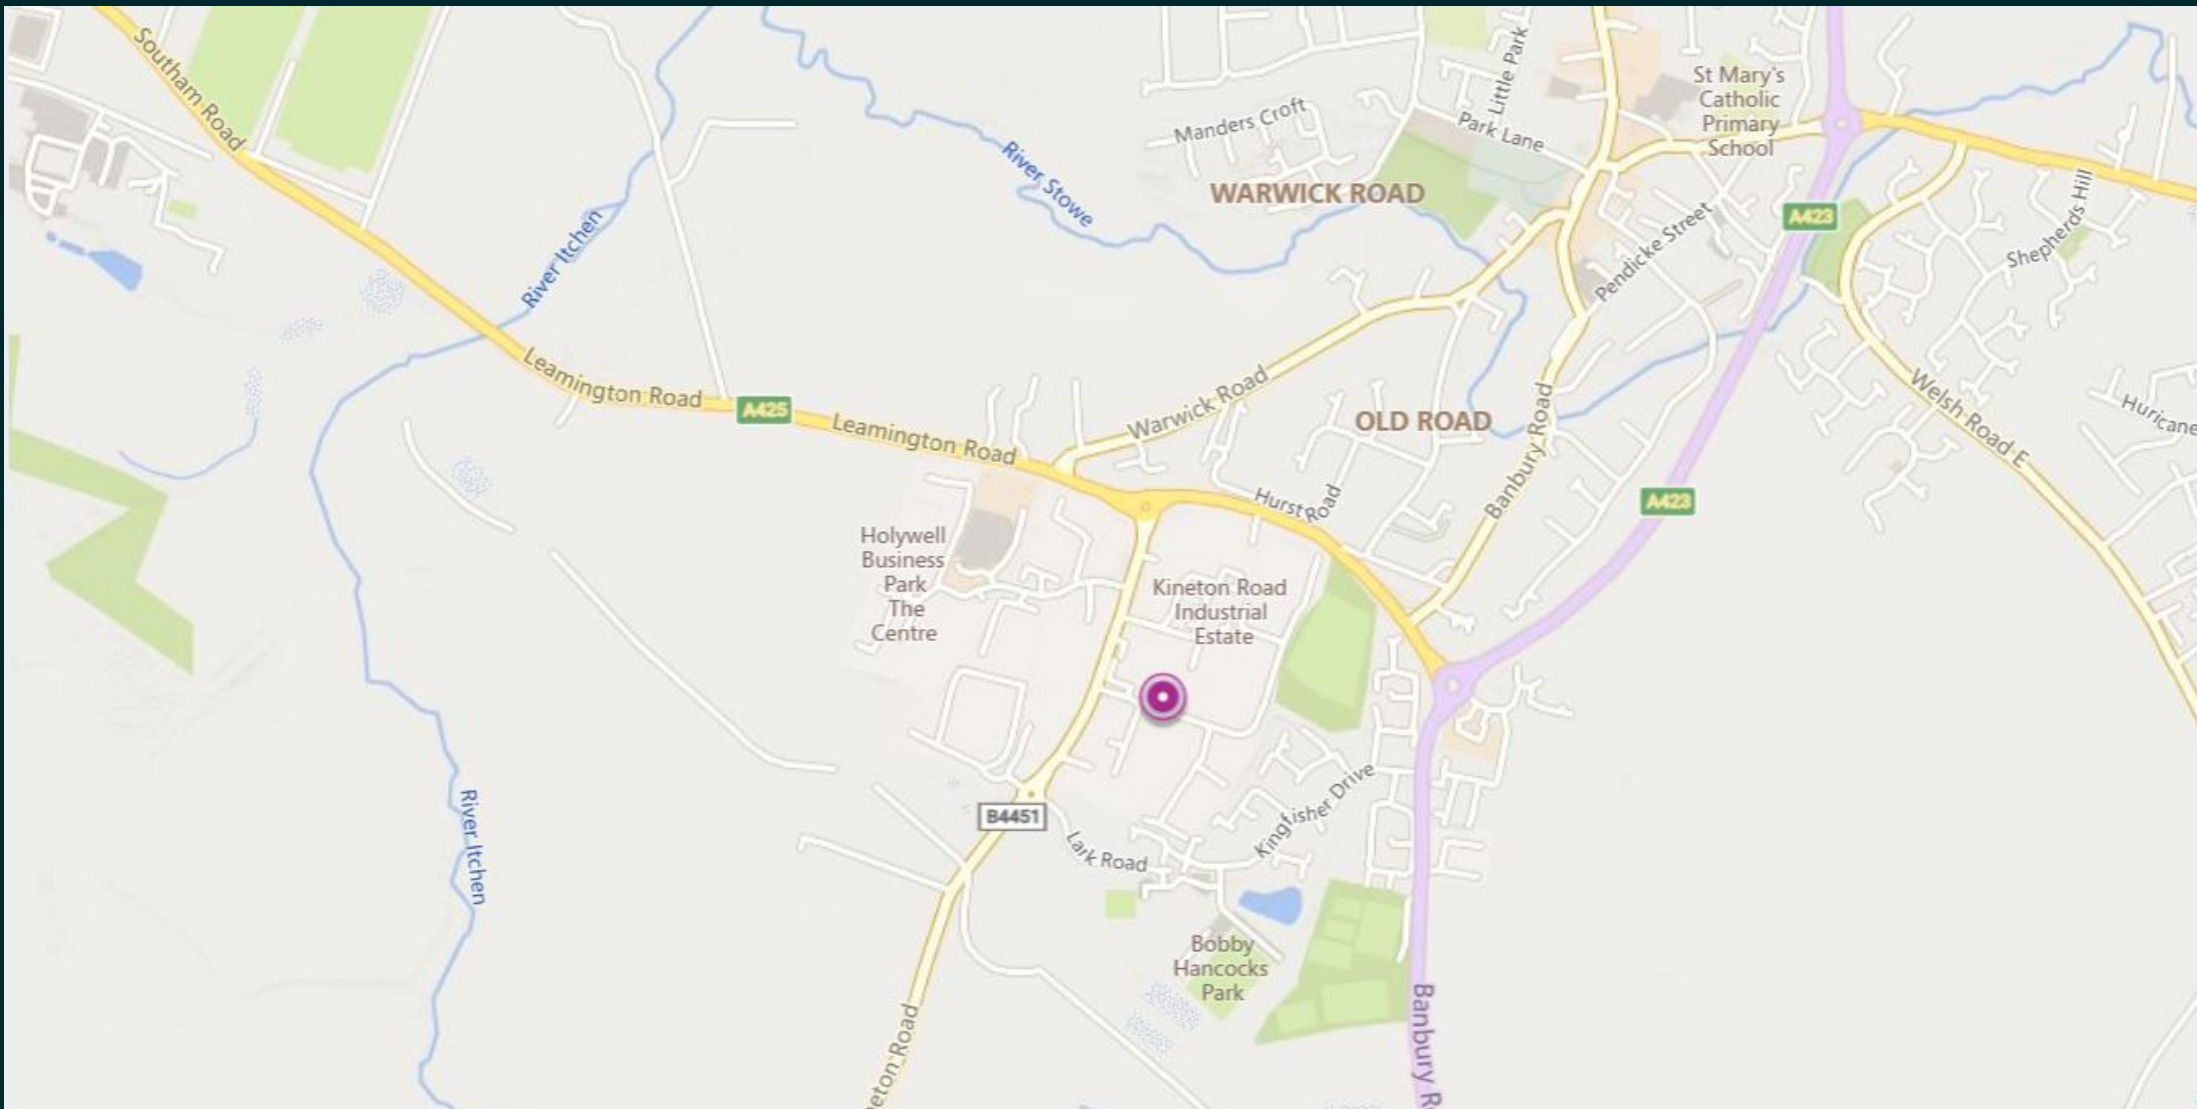 Southam Road
Little Park
St Mary's
Catholic
Primary
School
Manders Croft
Park Lane
River Stowe
WARWICK ROAD
A423
Shepherds Hill
Pendicke Street
River Itchen
Leamington Road
A425
Leamington Road
Warwick Road
OLD ROAD
Banbury Road
Welsh Road E
Huricane
Hurst Road
A423
Holywell
Business
Park
The
Centre
Kineton Road
Industrial
Estate
River Itchen
B4451
Lark Road
Kingfisher Drive
Bobby
Hancocks
Park
eton Road
Banbury R